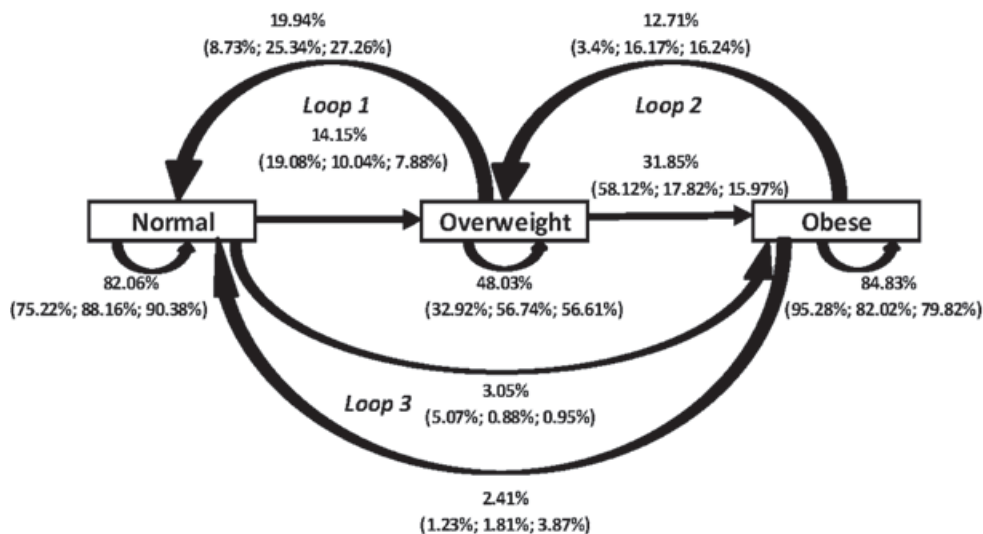 19.94%
(8.73%; 25.34%; 27.26%)
12.71%
(3.4%; 16.17%; 16.24%)
Loop 1
14.15%
(19.08%; 10.04%; 7.88%)
Loop 2
31.85%
(58.12%; 17.82%; 15.97%)
Normal
Overweight
Obese
82.06%
(75.22%; 88.16%; 90.38%)
48.03%
(32.92%; 56.74%; 56.61%)
84.83%
(95.28%; 82.02%; 79.82%)
Loop 3
3.05%
(5.07%; 0.88%; 0.95%)
2.41%
(1.23%; 1.81%; 3.87%)